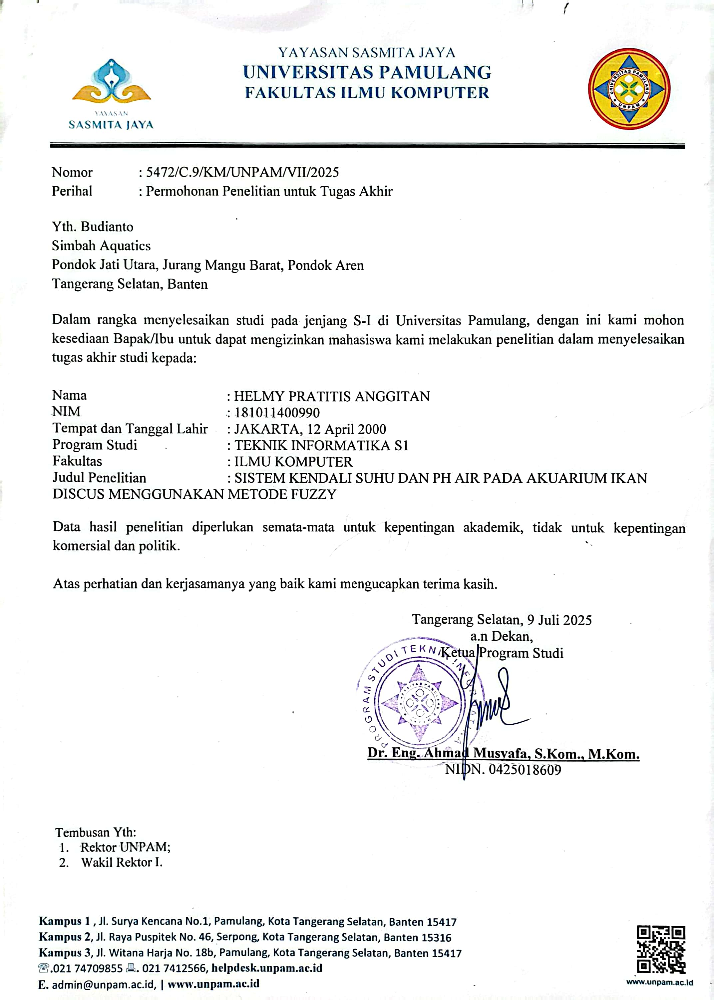 YAYASAN SASMITA JAYA
UNIVERSITAS PAMULANG
FAKULTAS ILMU KOMPUTER
YAYASAN
SASMITA JAYA
UNIVERSITAS PAMULANG
UNPAM
Nomor : 5472/C.9/KM/UNPAM/VII/2025
Perihal : Permohonan Penelitian untuk Tugas Akhir
Yth. Budianto
Simbah Aquatics
Pondok Jati Utara, Jurang Mangu Barat, Pondok Aren
Tangerang Selatan, Banten
Dalam rangka menyelesaikan studi pada jenjang S-I di Universitas Pamulang, dengan ini kami mohon
kesediaan Bapak/Ibu untuk dapat mengizinkan mahasiswa kami melakukan penelitian dalam menyelesaikan
tugas akhir studi kepada:
Nama : HELMY PRATITIS ANGGITAN
NIM : 181011400990
Tempat dan Tanggal Lahir : JAKARTA, 12 April 2000
Program Studi : TEKNIK INFORMATIKA S1
Fakultas : ILMU KOMPUTER
Judul Penelitian : SISTEM KENDALI SUHU DAN PH AIR PADA AKUARIUM IKAN
DISCUS MENGGUNAKAN METODE FUZZY
Data hasil penelitian diperlukan semata-mata untuk kepentingan akademik, tidak untuk kepentingan
komersial dan politik.
Atas perhatian dan kerjasamanya yang baik kami mengucapkan terima kasih.
Tangerang Selatan, 9 Juli 2025
a.n Dekan,
Ketua Program Studi
PROGRAM STUDI TEKNIK INFORMATIKA
Dr. Eng. Ahmad Musyafa, S.Kom., M.Kom.
NIDN. 0425018609
Tembusan Yth:
1. Rektor UNPAM;
2. Wakil Rektor I.
Kampus 1 , Jl. Surya Kencana No.1, Pamulang, Kota Tangerang Selatan, Banten 15417
Kampus 2, Jl. Raya Puspitek No. 46, Serpong, Kota Tangerang Selatan, Banten 15316
Kampus 3, Jl. Witana Harja No. 18b, Pamulang, Kota Tangerang Selatan, Banten 15417
☏.021 74709855 🖷. 021 7412566, helpdesk.unpam.ac.id
E. admin@unpam.ac.id, | www.unpam.ac.id
www.unpam.ac.id